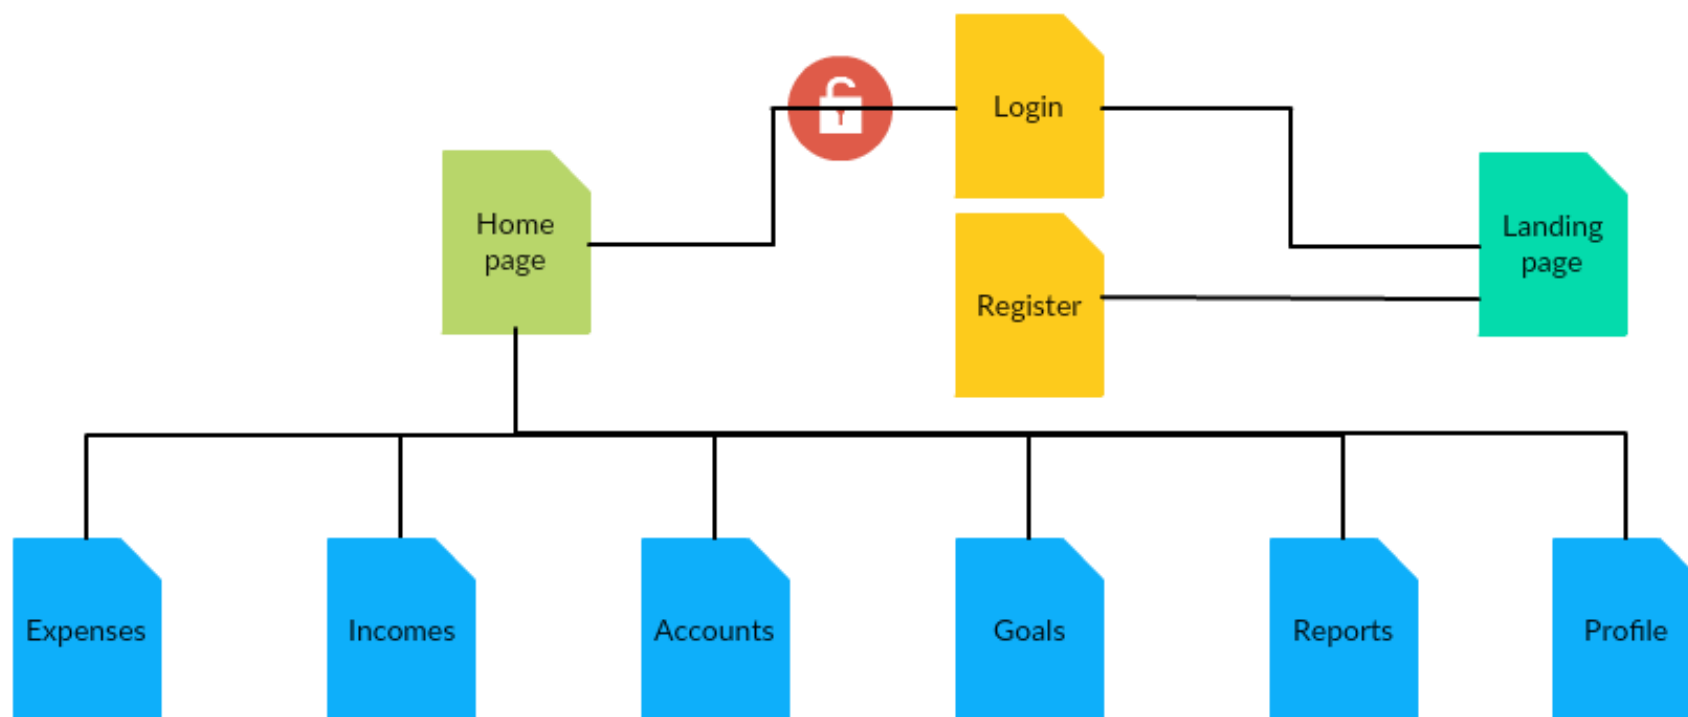 Login
Home
page
Landing
page
Register
Expenses
Incomes
Accounts
Goals
Reports
Profile